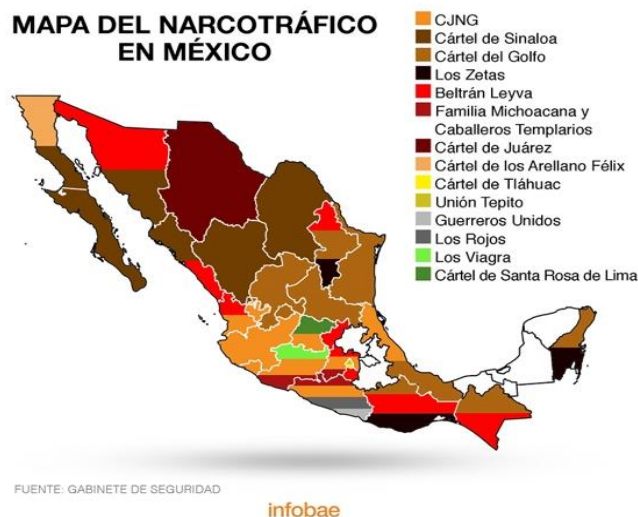 MAPA DEL NARCOTRÁFICO
EN MÉXICO
CJNG
Cártel de Sinaloa
Cártel del Golfo
Los Zetas
Beltrán Leyva
Familia Michoacana y
Caballeros Templarios
Cártel de Juárez
Cártel de los Arellano Félix
Cártel de Tláhuac
Unión Tepito
Guerreros Unidos
Los Rojos
Los Viagra
Cártel de Santa Rosa de Lima
FUENTE: GABINETE DE SEGURIDAD
infobae